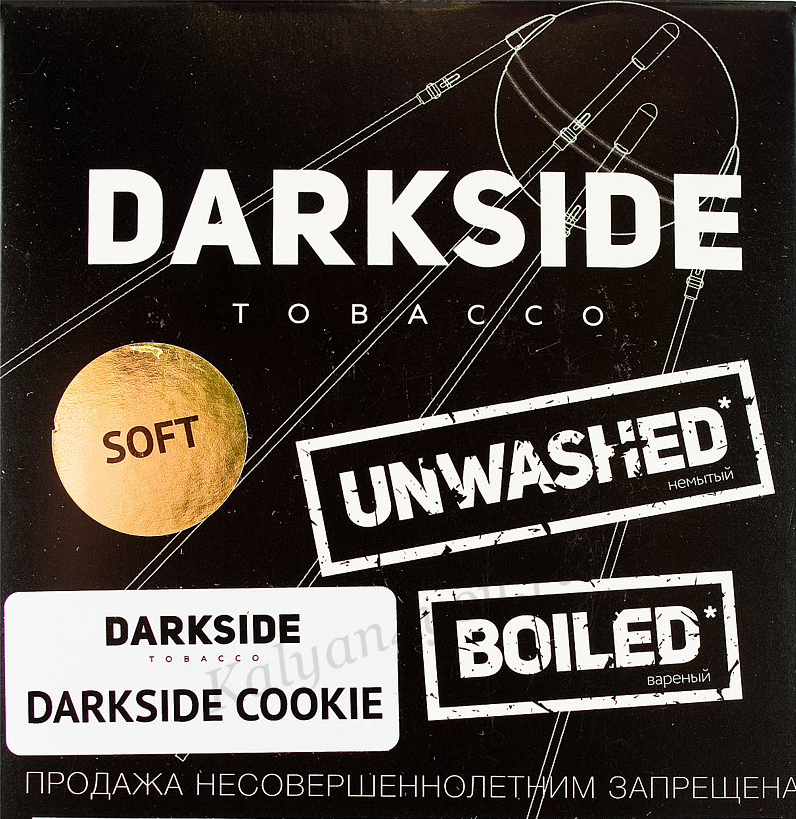 DARKSIDE
TOBACCO
SOFT
UNWASHED*
немытый
BOILED*
вареный
DARKSIDE
TOBACCO
DARKSIDE COOKIE
ПРОДАЖА НЕСОВЕРШЕННОЛЕТНИМ ЗАПРЕЩЕНА